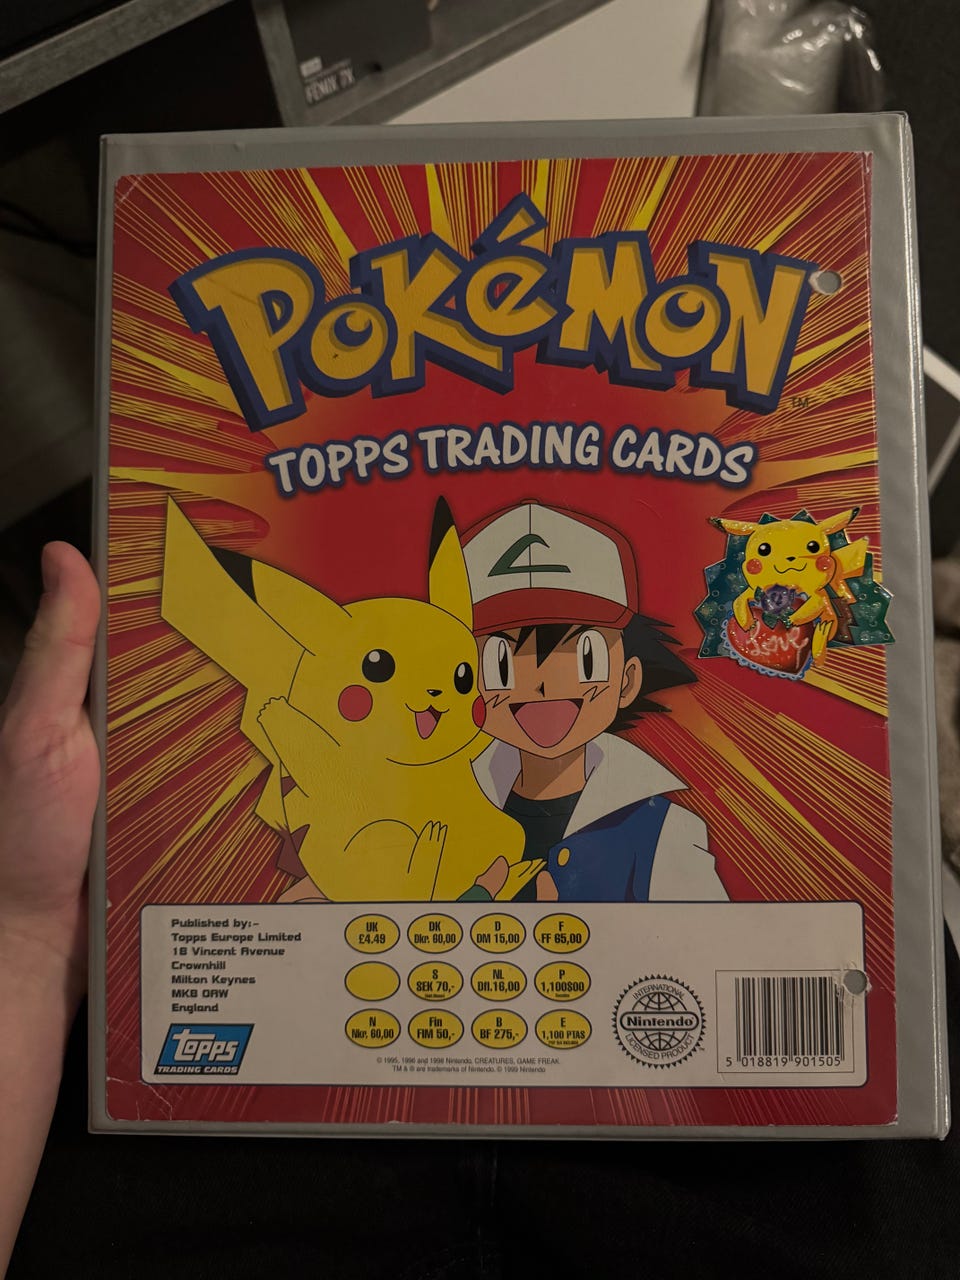 FENIX 7X
POKéMON
TM
TOPPS TRADING CARDS
Love
Published by:-
Topps Europe Limited
18 Vincent Avenue
Crownhill
Milton Keynes
MK8 0AW
England
Topps
TRADING CARDS
UK
£4.49
DK
Dkr. 60,00
D
DM 15,00
F
FF 65,00
S
SEK 70,-
NL
Dfl.16,00
P
1,100$00
N
Nkr. 60,00
Fin
FIM 50,-
B
BF 275,-
E
1,100 PTAS
© 1995, 1996 and 1998 Nintendo, CREATURES, GAME FREAK.
TM & ® are trademarks of Nintendo. © 1999 Nintendo
INTERNATIONAL
Nintendo
LICENSED PRODUCT
5 018819 901505